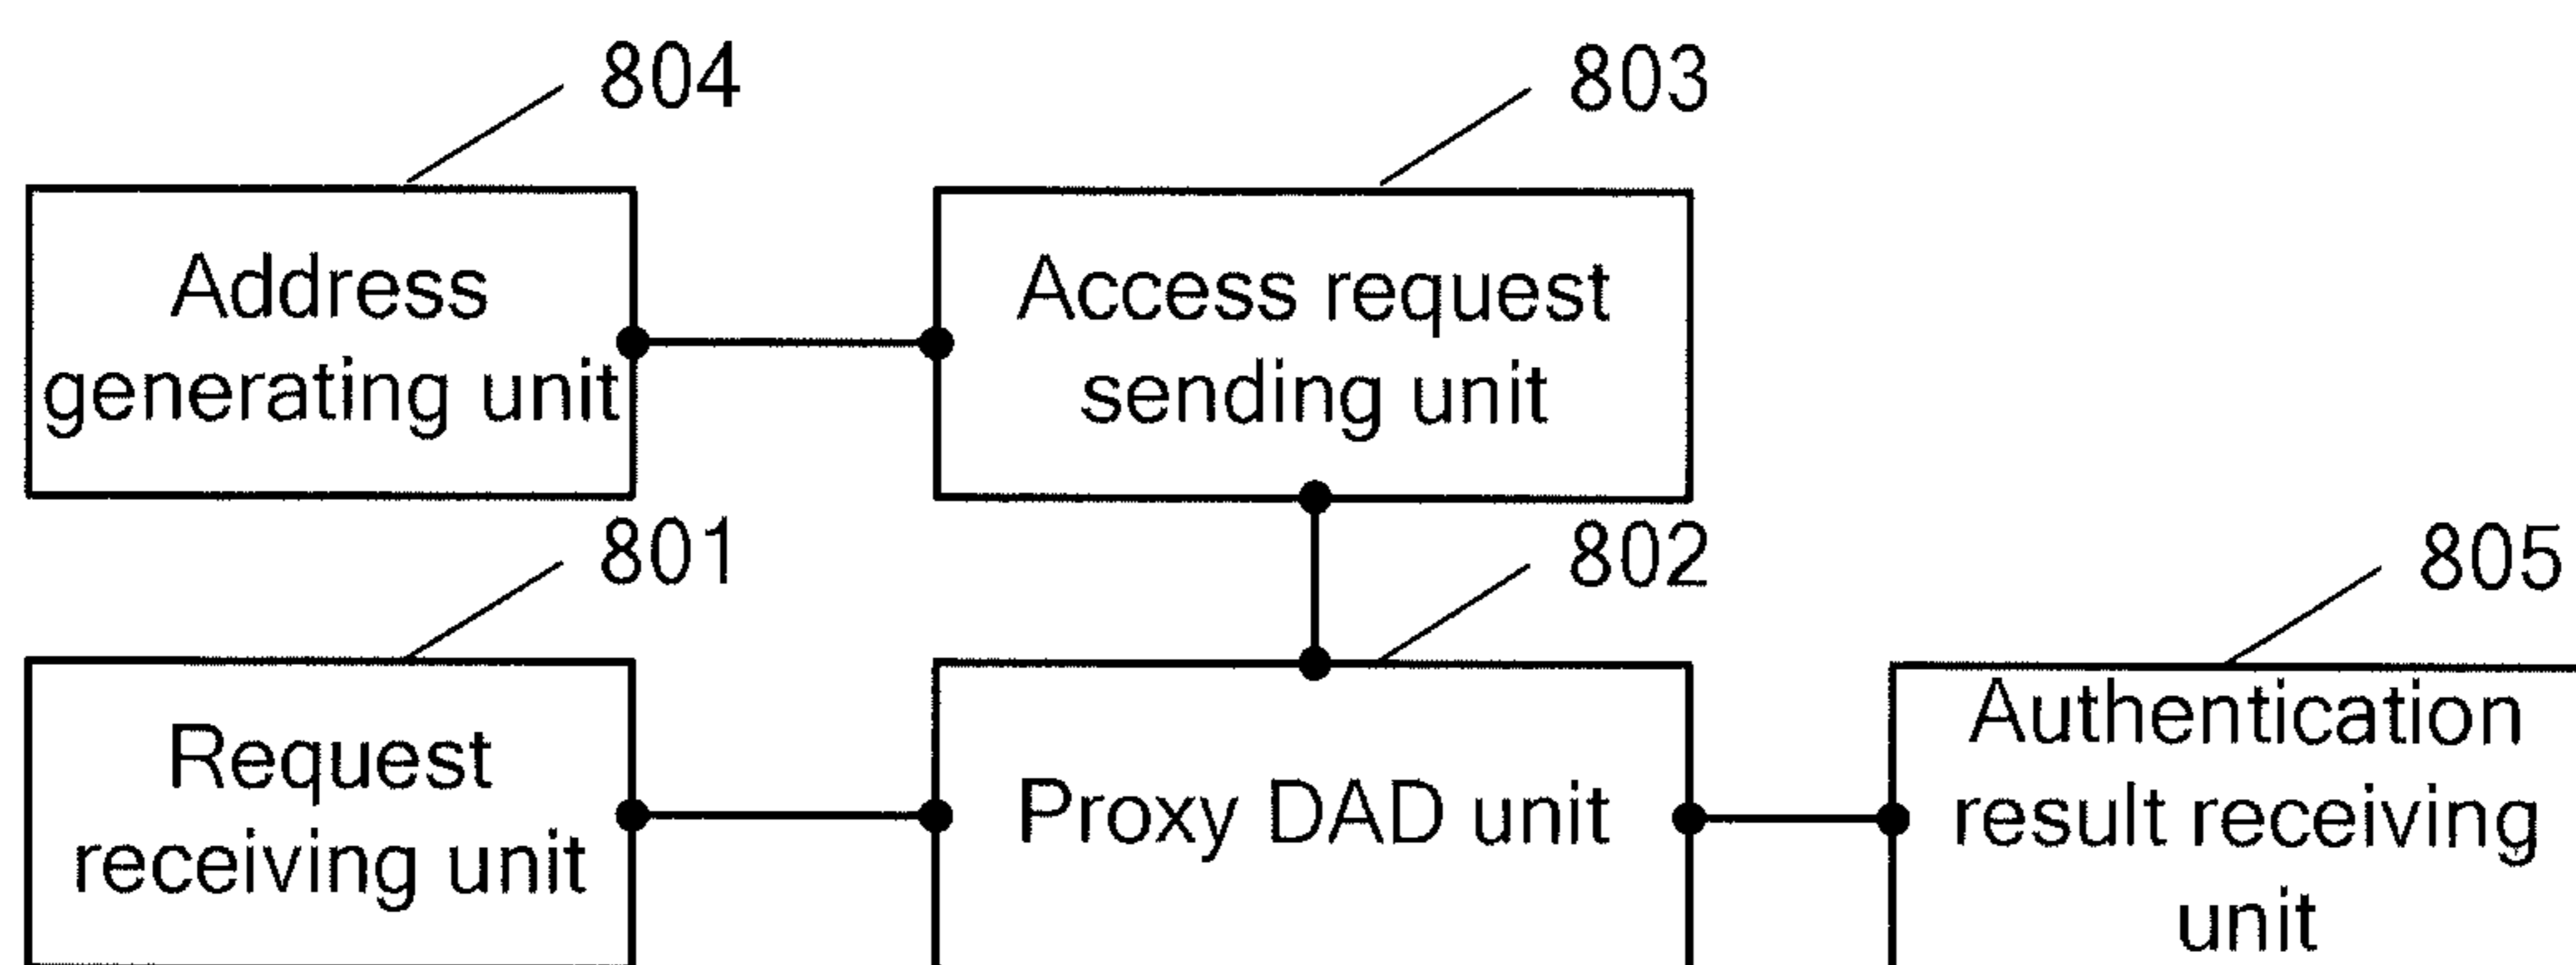 804
803
Address
generating unit
Access request
sending unit
801
802
805
Request
receiving unit
Proxy DAD unit
Authentication
result receiving
unit